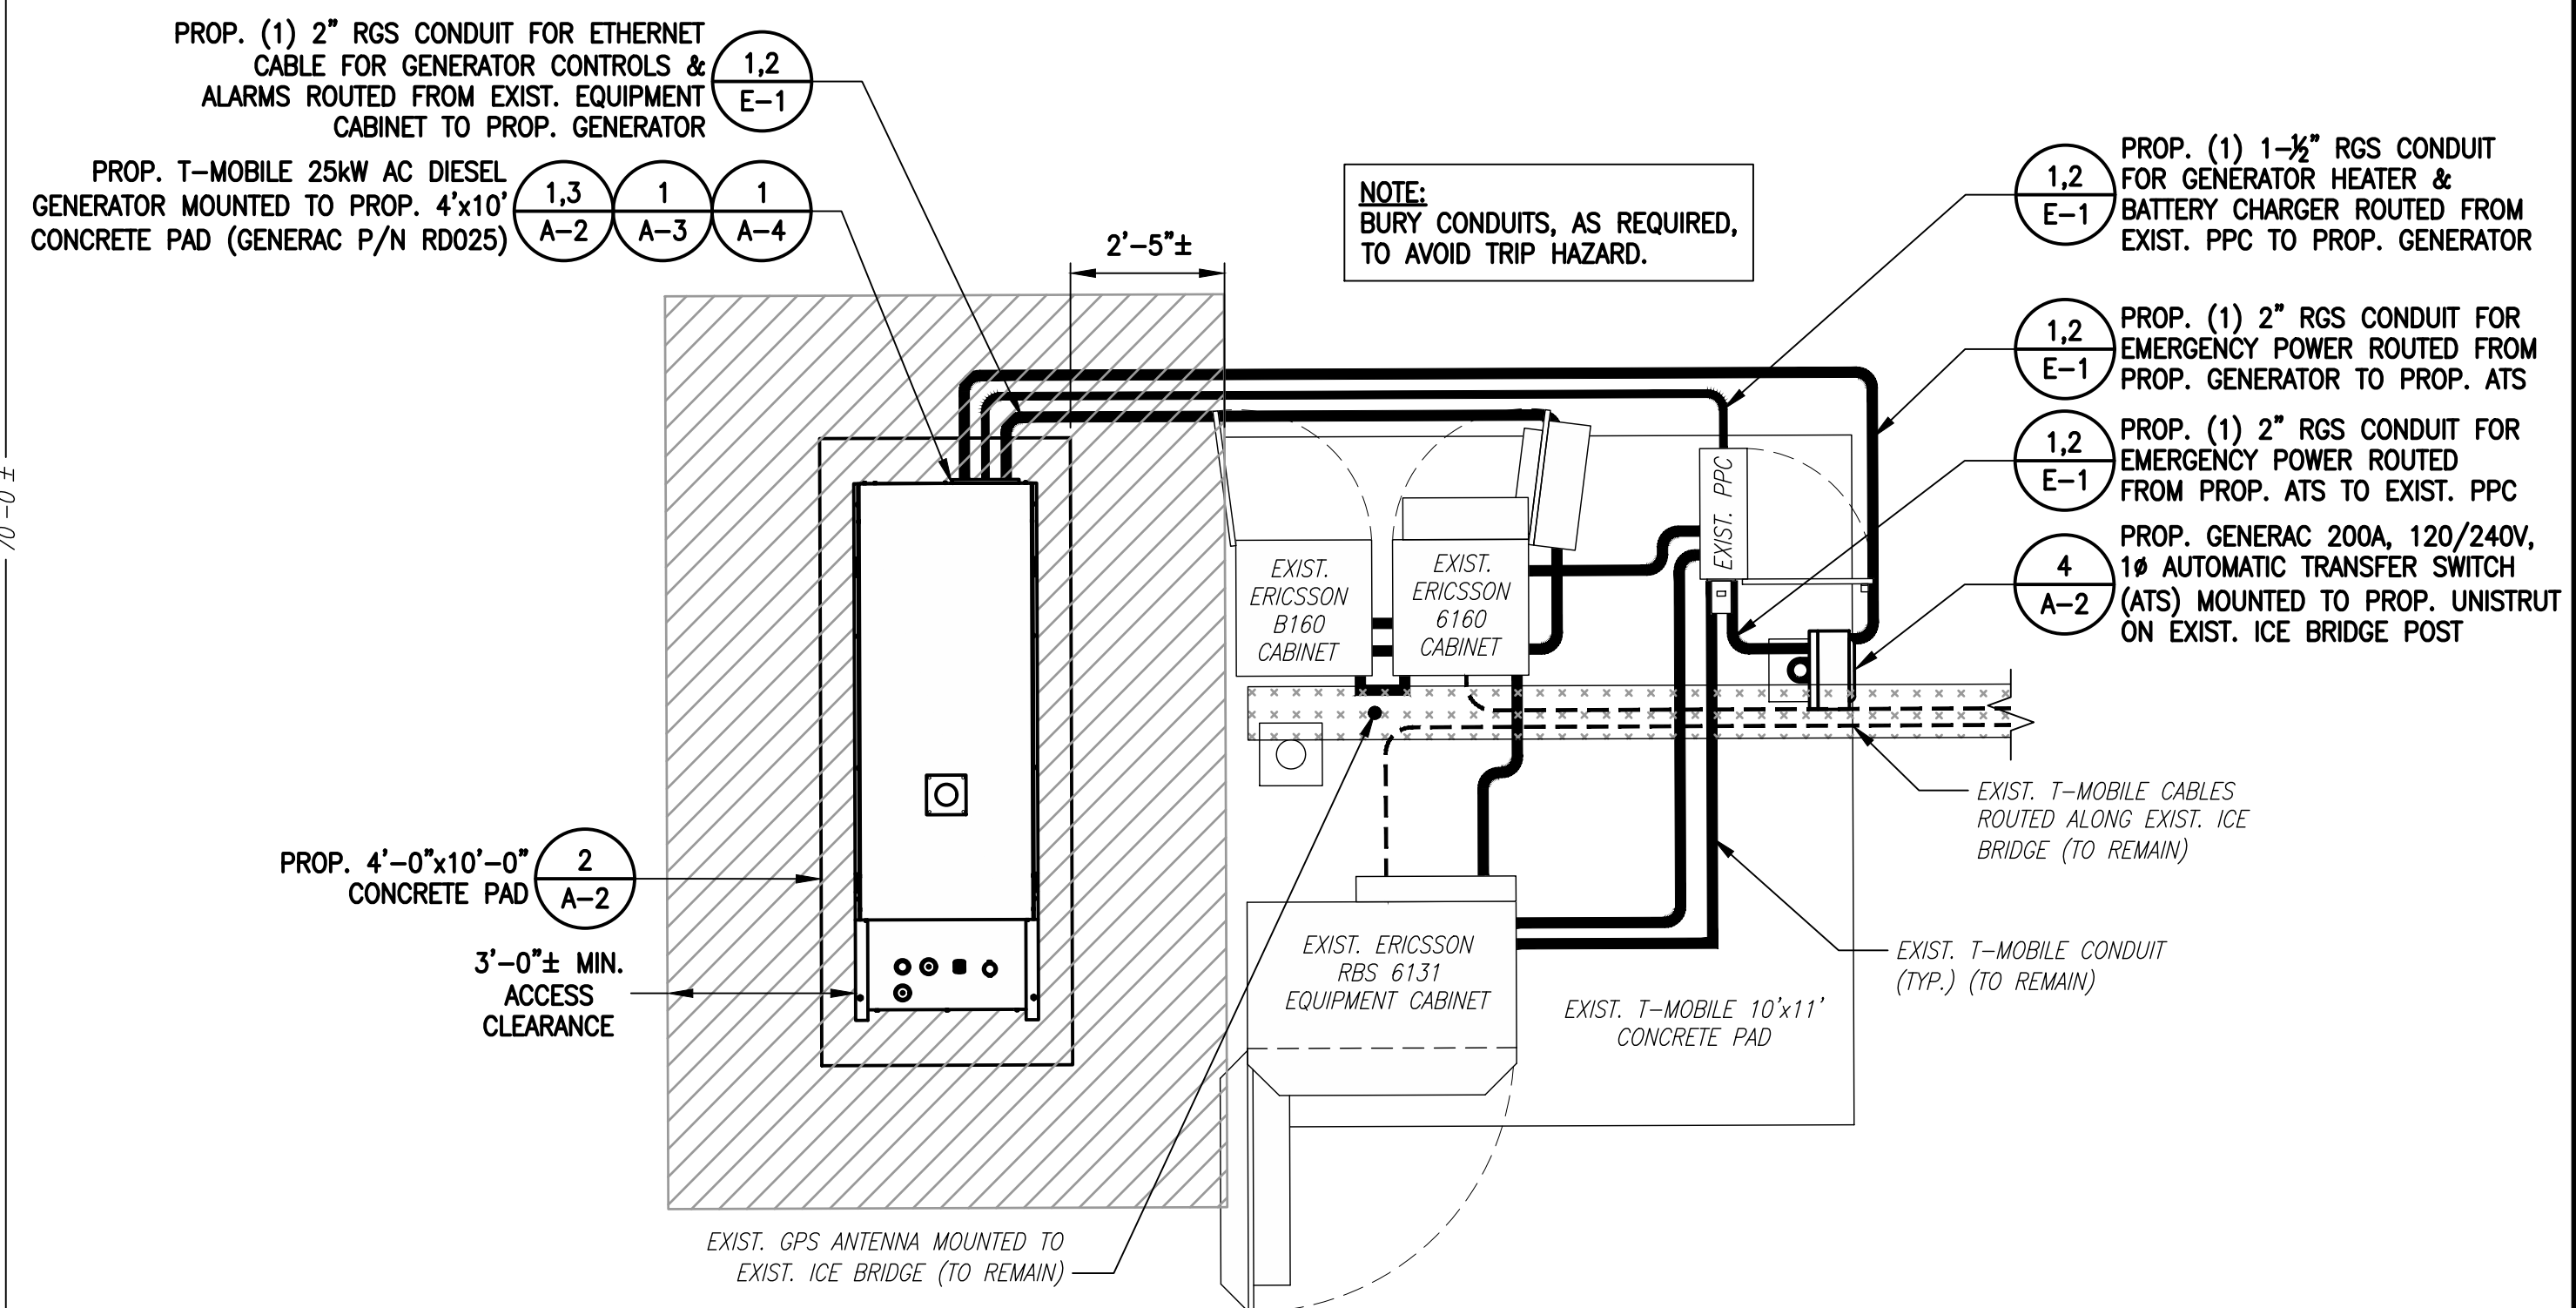 PROP. (1) 2" RGS CONDUIT FOR ETHERNET
CABLE FOR GENERATOR CONTROLS &
ALARMS ROUTED FROM EXIST. EQUIPMENT
CABINET TO PROP. GENERATOR
1,2
E-1
PROP. T-MOBILE 25kW AC DIESEL
GENERATOR MOUNTED TO PROP. 4'x10'
CONCRETE PAD (GENERAC P/N RD025)
1,3
A-2
1
A-3
1
A-4
2'-5"±
NOTE:
BURY CONDUITS, AS REQUIRED,
TO AVOID TRIP HAZARD.
1,2
E-1
PROP. (1) 1-½" RGS CONDUIT
FOR GENERATOR HEATER &
BATTERY CHARGER ROUTED FROM
EXIST. PPC TO PROP. GENERATOR
1,2
E-1
PROP. (1) 2" RGS CONDUIT FOR
EMERGENCY POWER ROUTED FROM
PROP. GENERATOR TO PROP. ATS
1,2
E-1
PROP. (1) 2" RGS CONDUIT FOR
EMERGENCY POWER ROUTED
FROM PROP. ATS TO EXIST. PPC
4
A-2
PROP. GENERAC 200A, 120/240V,
1ø AUTOMATIC TRANSFER SWITCH
(ATS) MOUNTED TO PROP. UNISTRUT
ON EXIST. ICE BRIDGE POST
EXIST. PPC
EXIST.
ERICSSON
B160
CABINET
EXIST.
ERICSSON
6160
CABINET
EXIST. T-MOBILE CABLES
ROUTED ALONG EXIST. ICE
BRIDGE (TO REMAIN)
PROP. 4'-0"x10'-0"
CONCRETE PAD
2
A-2
3'-0"± MIN.
ACCESS
CLEARANCE
EXIST. ERICSSON
RBS 6131
EQUIPMENT CABINET
EXIST. T-MOBILE 10'x11'
CONCRETE PAD
EXIST. T-MOBILE CONDUIT
(TYP.) (TO REMAIN)
EXIST. GPS ANTENNA MOUNTED TO
EXIST. ICE BRIDGE (TO REMAIN)